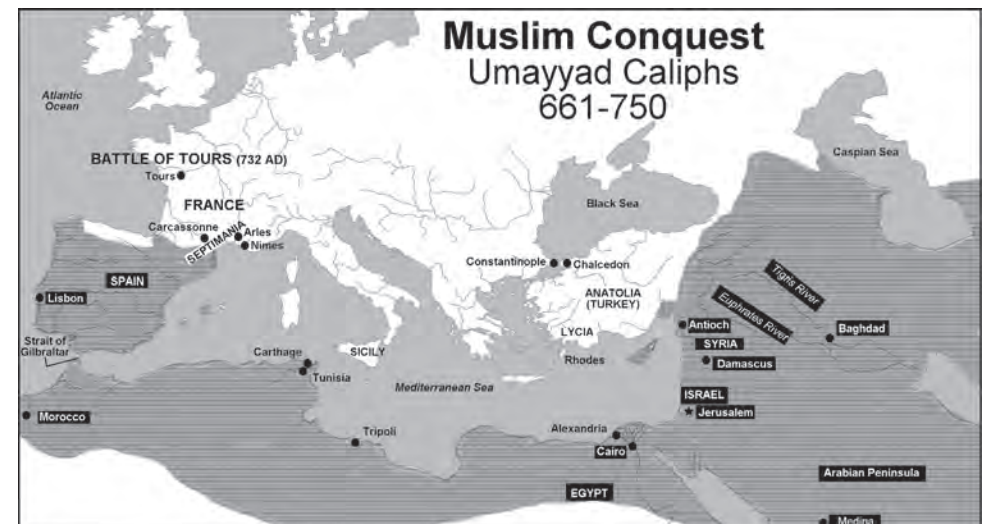 Muslim Conquest
Umayyad Caliphs
661-750
Atlantic
Ocean
Caspian Sea
BATTLE OF TOURS (732 AD)
Tours
FRANCE
Black Sea
Carcassonne
SEPTIMANIA
Arles
Nimes
Constantinople
Chalcedon
SPAIN
Lisbon
ANATOLIA
(TURKEY)
Tigris River
Euphrates River
Baghdad
Antioch
LYCIA
SYRIA
Strait of
Gilbraltar
Carthage
SICILY
Rhodes
Damascus
Tunisia
Mediterranean Sea
ISRAEL
Jerusalem
Morocco
Tripoli
Alexandria
Cairo
Arabian Peninsula
EGYPT
Medina